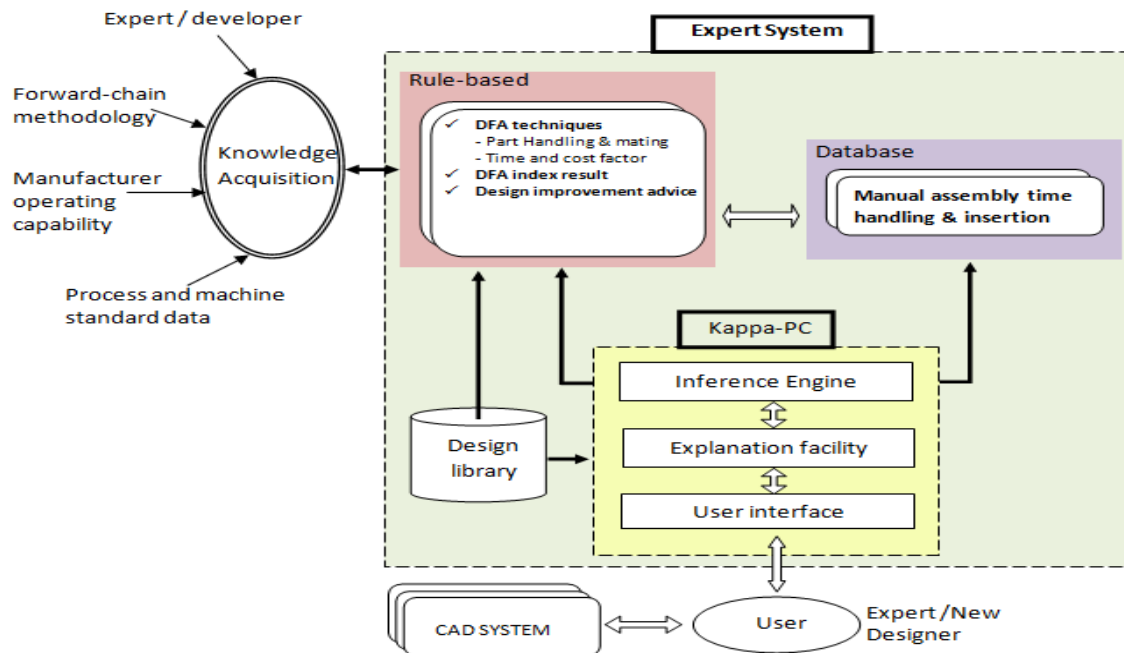 Expert / developer
Expert System
Rule-based
Forward-chain
methodology
✓ DFA techniques
- Part Handling & mating
- Time and cost factor
✓ DFA index result
✓ Design improvement advice
Knowledge
Acquisition
Manufacturer
operating
capability
Database
Manual assembly time
handling & insertion
Process and machine
standard data
Kappa-PC
Inference Engine
Design
library
Explanation facility
User interface
CAD SYSTEM
User
Expert /New
Designer